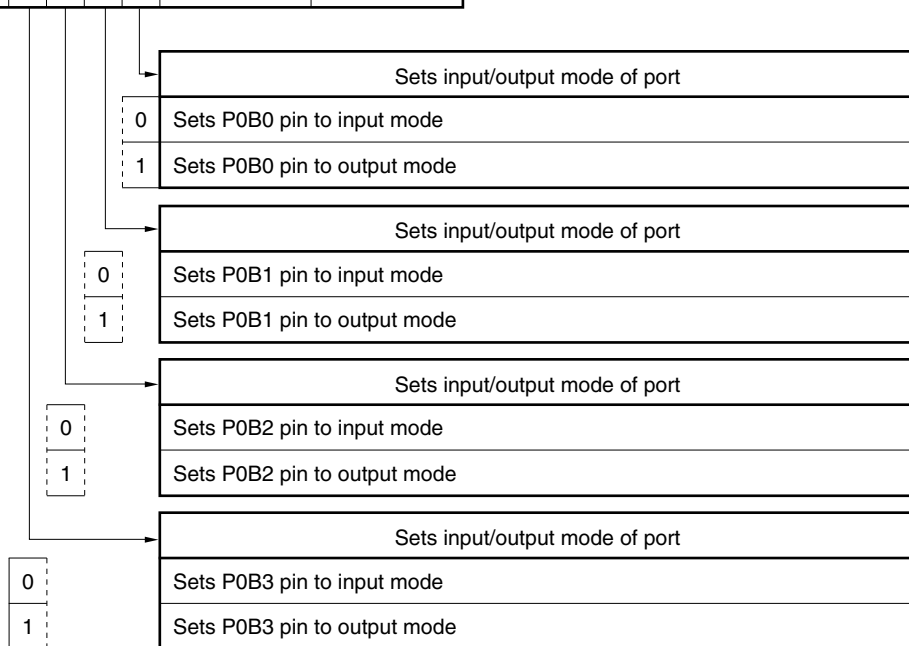 Sets input/output mode of port
0 Sets P0B0 pin to input mode
1 Sets P0B0 pin to output mode
Sets input/output mode of port
0 Sets P0B1 pin to input mode
1 Sets P0B1 pin to output mode
Sets input/output mode of port
0 Sets P0B2 pin to input mode
1 Sets P0B2 pin to output mode
Sets input/output mode of port
0 Sets P0B3 pin to input mode
1 Sets P0B3 pin to output mode